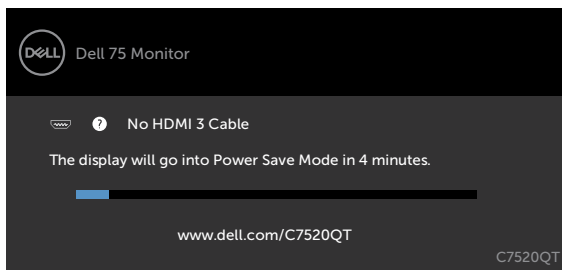 DELL
Dell 75 Monitor
? No HDMI 3 Cable
The display will go into Power Save Mode in 4 minutes.
www.dell.com/C7520QT
C7520QT